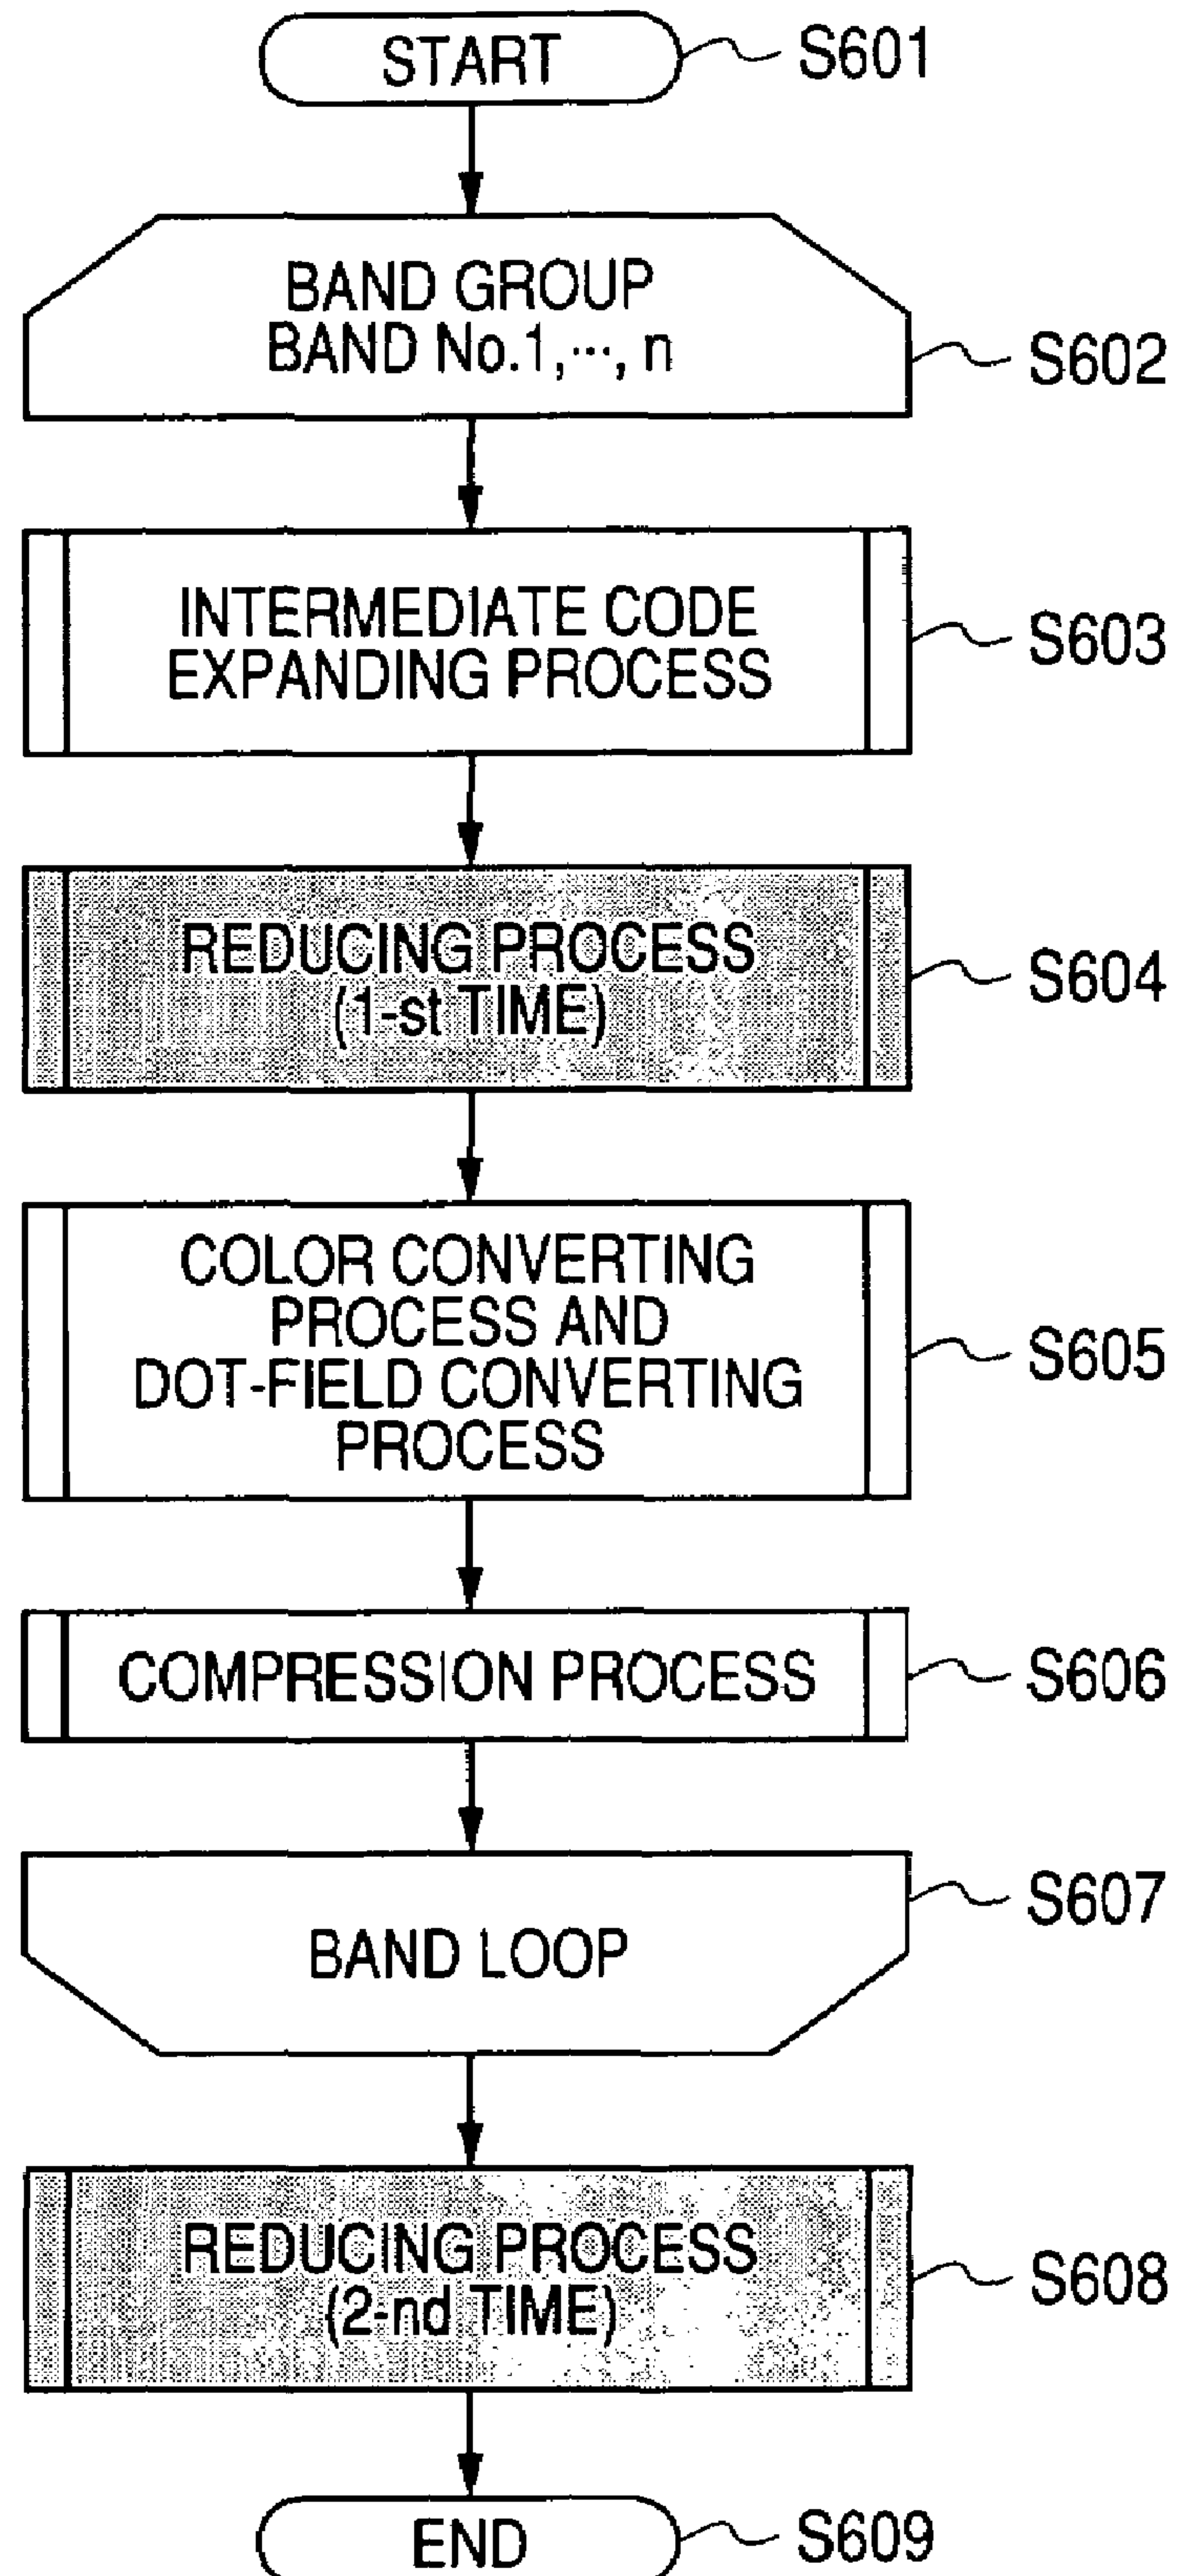 START
S601
BAND GROUP
BAND No.1,···, n
S602
INTERMEDIATE CODE
EXPANDING PROCESS
S603
REDUCING PROCESS
(1-st TIME)
S604
COLOR CONVERTING
PROCESS AND
DOT-FIELD CONVERTING
PROCESS
S605
COMPRESSION PROCESS
S606
BAND LOOP
S607
REDUCING PROCESS
(2-nd TIME)
S608
END
S609